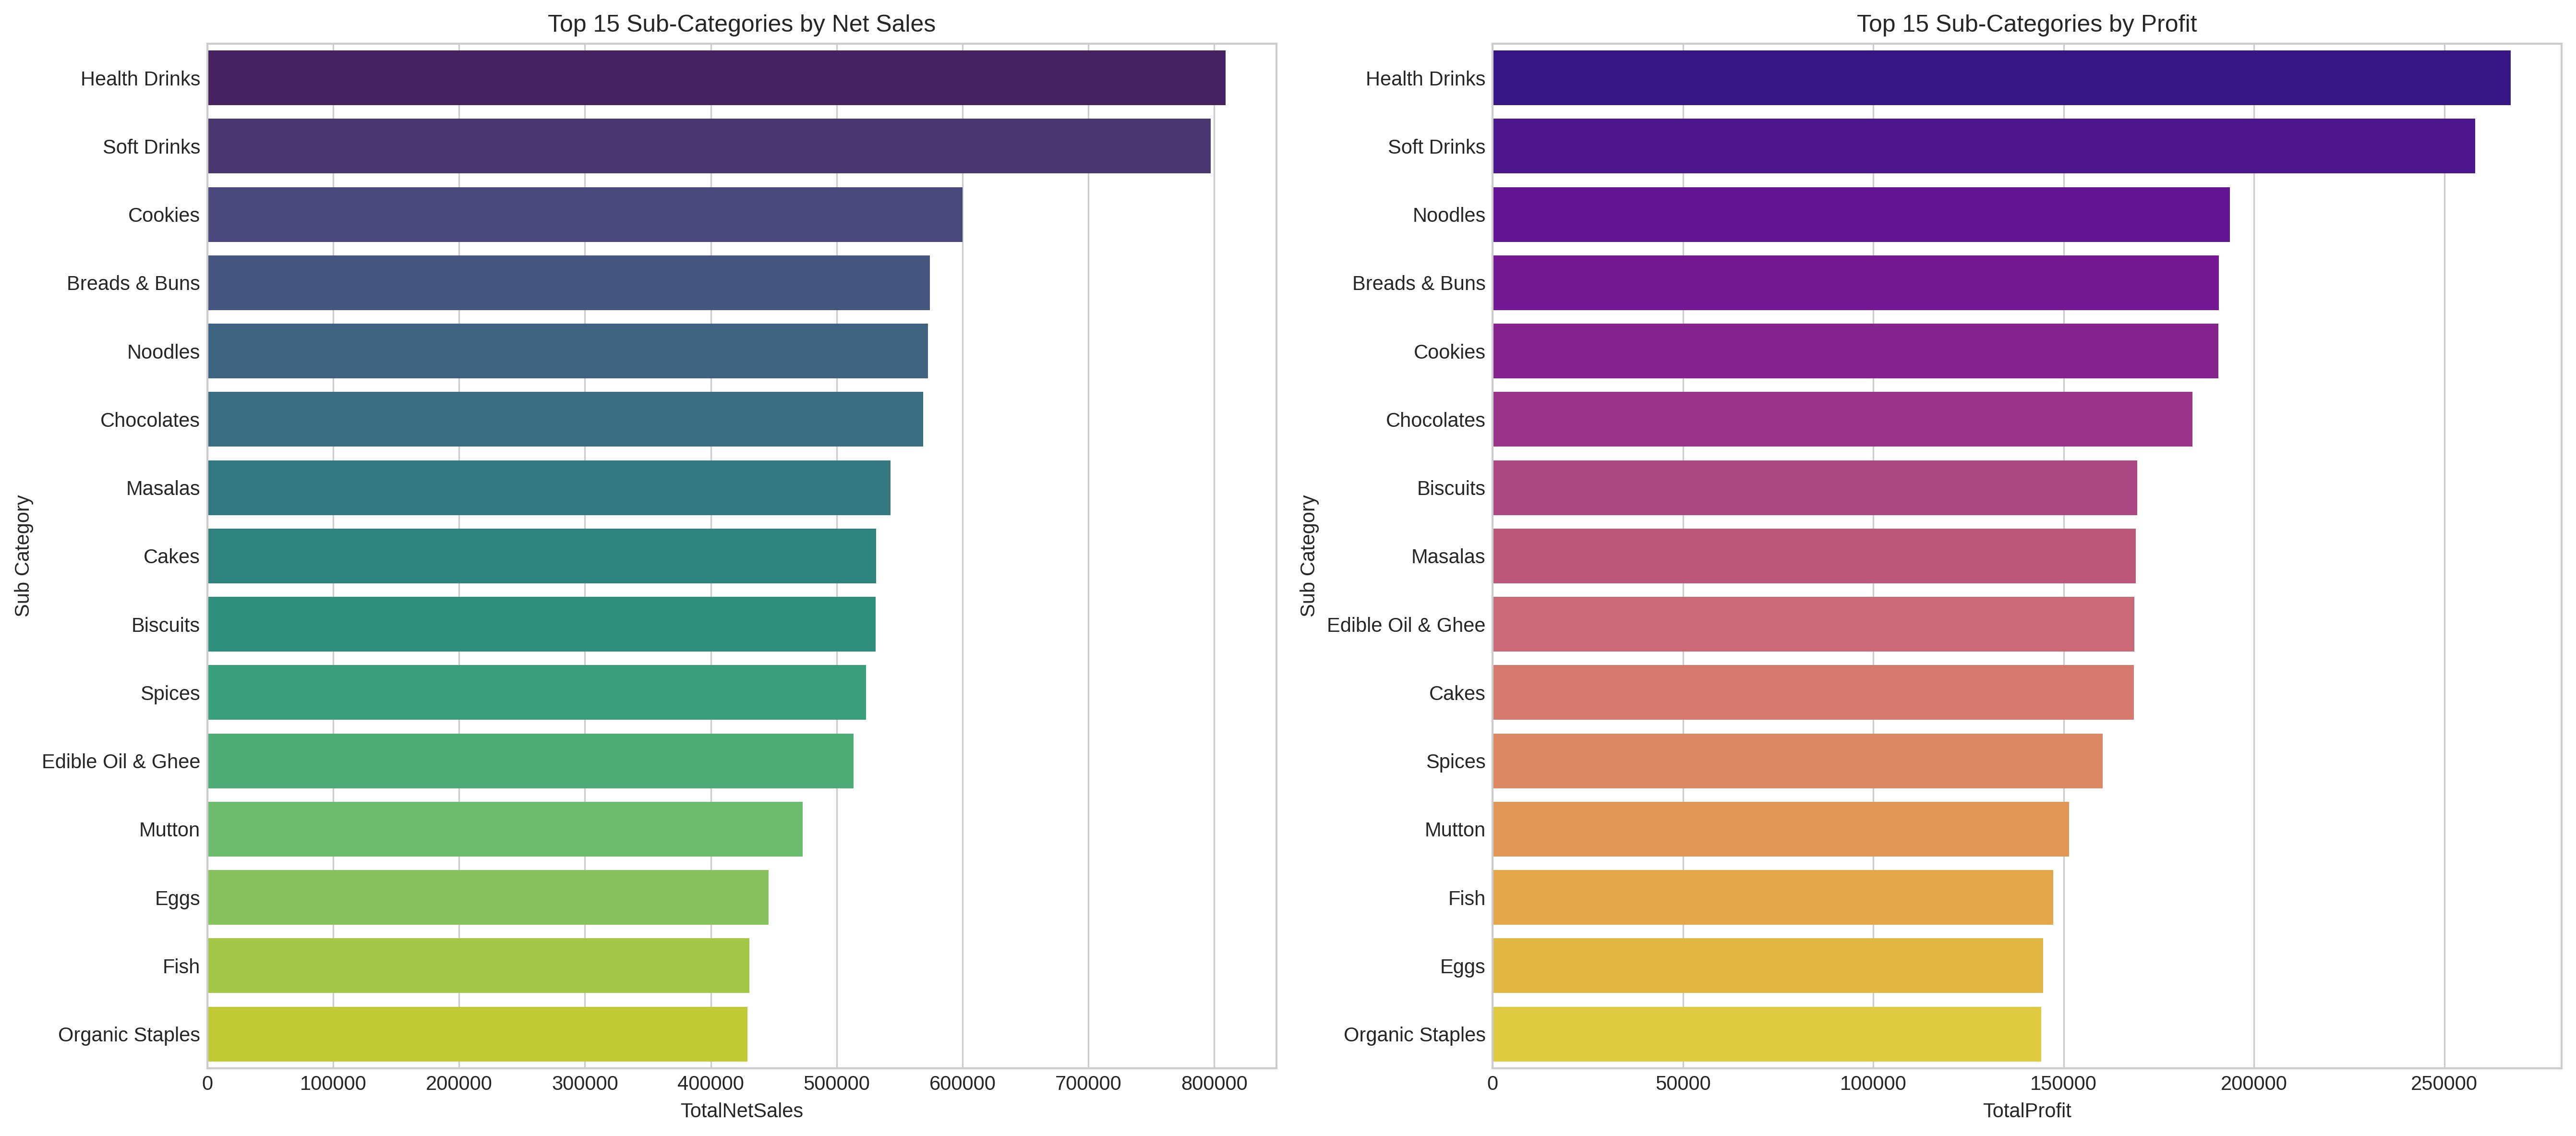 Top 15 Sub-Categories by Net Sales
Sub Category
Health Drinks
Soft Drinks
Cookies
Breads & Buns
Noodles
Chocolates
Masalas
Cakes
Biscuits
Spices
Edible Oil & Ghee
Mutton
Eggs
Fish
Organic Staples
0 100000 200000 300000 400000 500000 600000 700000 800000
TotalNetSales
Top 15 Sub-Categories by Profit
Sub Category
Health Drinks
Soft Drinks
Noodles
Breads & Buns
Cookies
Chocolates
Biscuits
Masalas
Edible Oil & Ghee
Cakes
Spices
Mutton
Fish
Eggs
Organic Staples
0 50000 100000 150000 200000 250000
TotalProfit